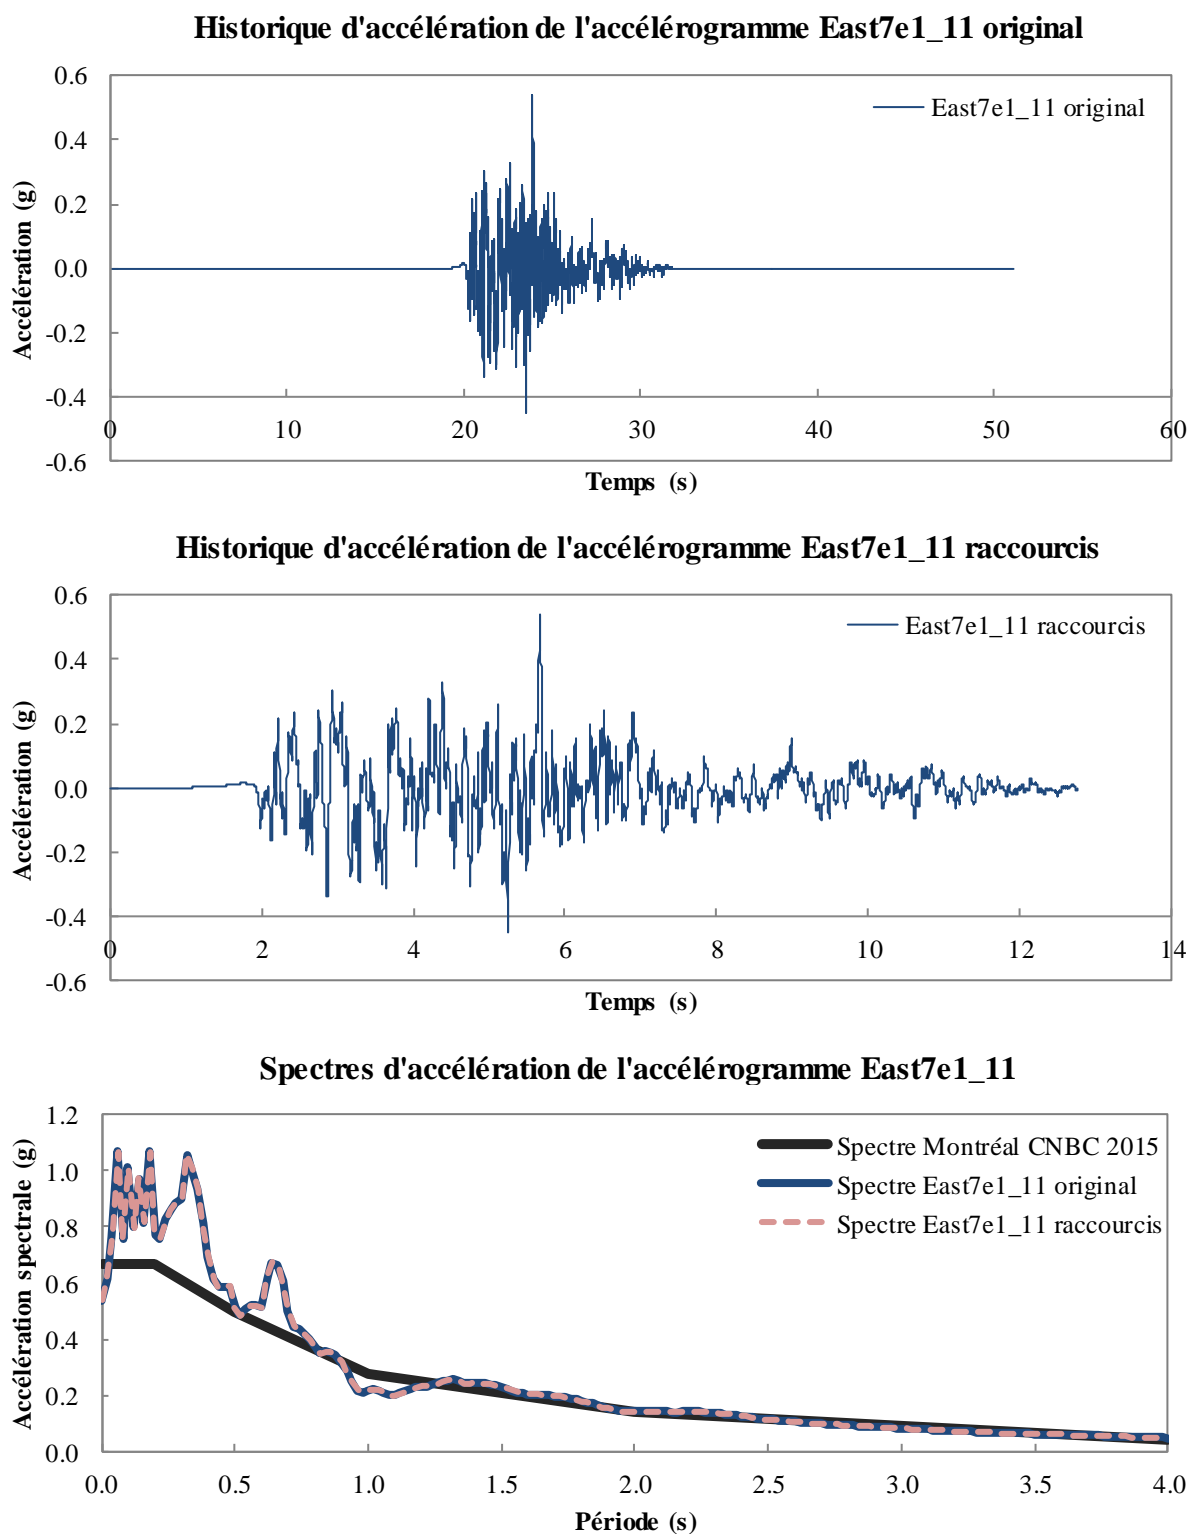 Historique d'accélération de l'accélérogramme East7e1_11 original
0.6
East7e1_11 original
0.4
0.2
0.0
-0.2
-0.4
-0.6
Accélération (g)
0 10 20 30 40 50 60
Temps (s)
Historique d'accélération de l'accélérogramme East7e1_11 raccourcis
0.6
East7e1_11 raccourcis
0.4
0.2
0.0
-0.2
-0.4
-0.6
Accélération (g)
0 2 4 6 8 10 12 14
Temps (s)
Spectres d'accélération de l'accélérogramme East7e1_11
1.2
1.0
0.8
0.6
0.4
0.2
0.0
Accélération spectrale (g)
Spectre Montréal CNBC 2015
Spectre East7e1_11 original
Spectre East7e1_11 raccourcis
0.0 0.5 1.0 1.5 2.0 2.5 3.0 3.5 4.0
Période (s)